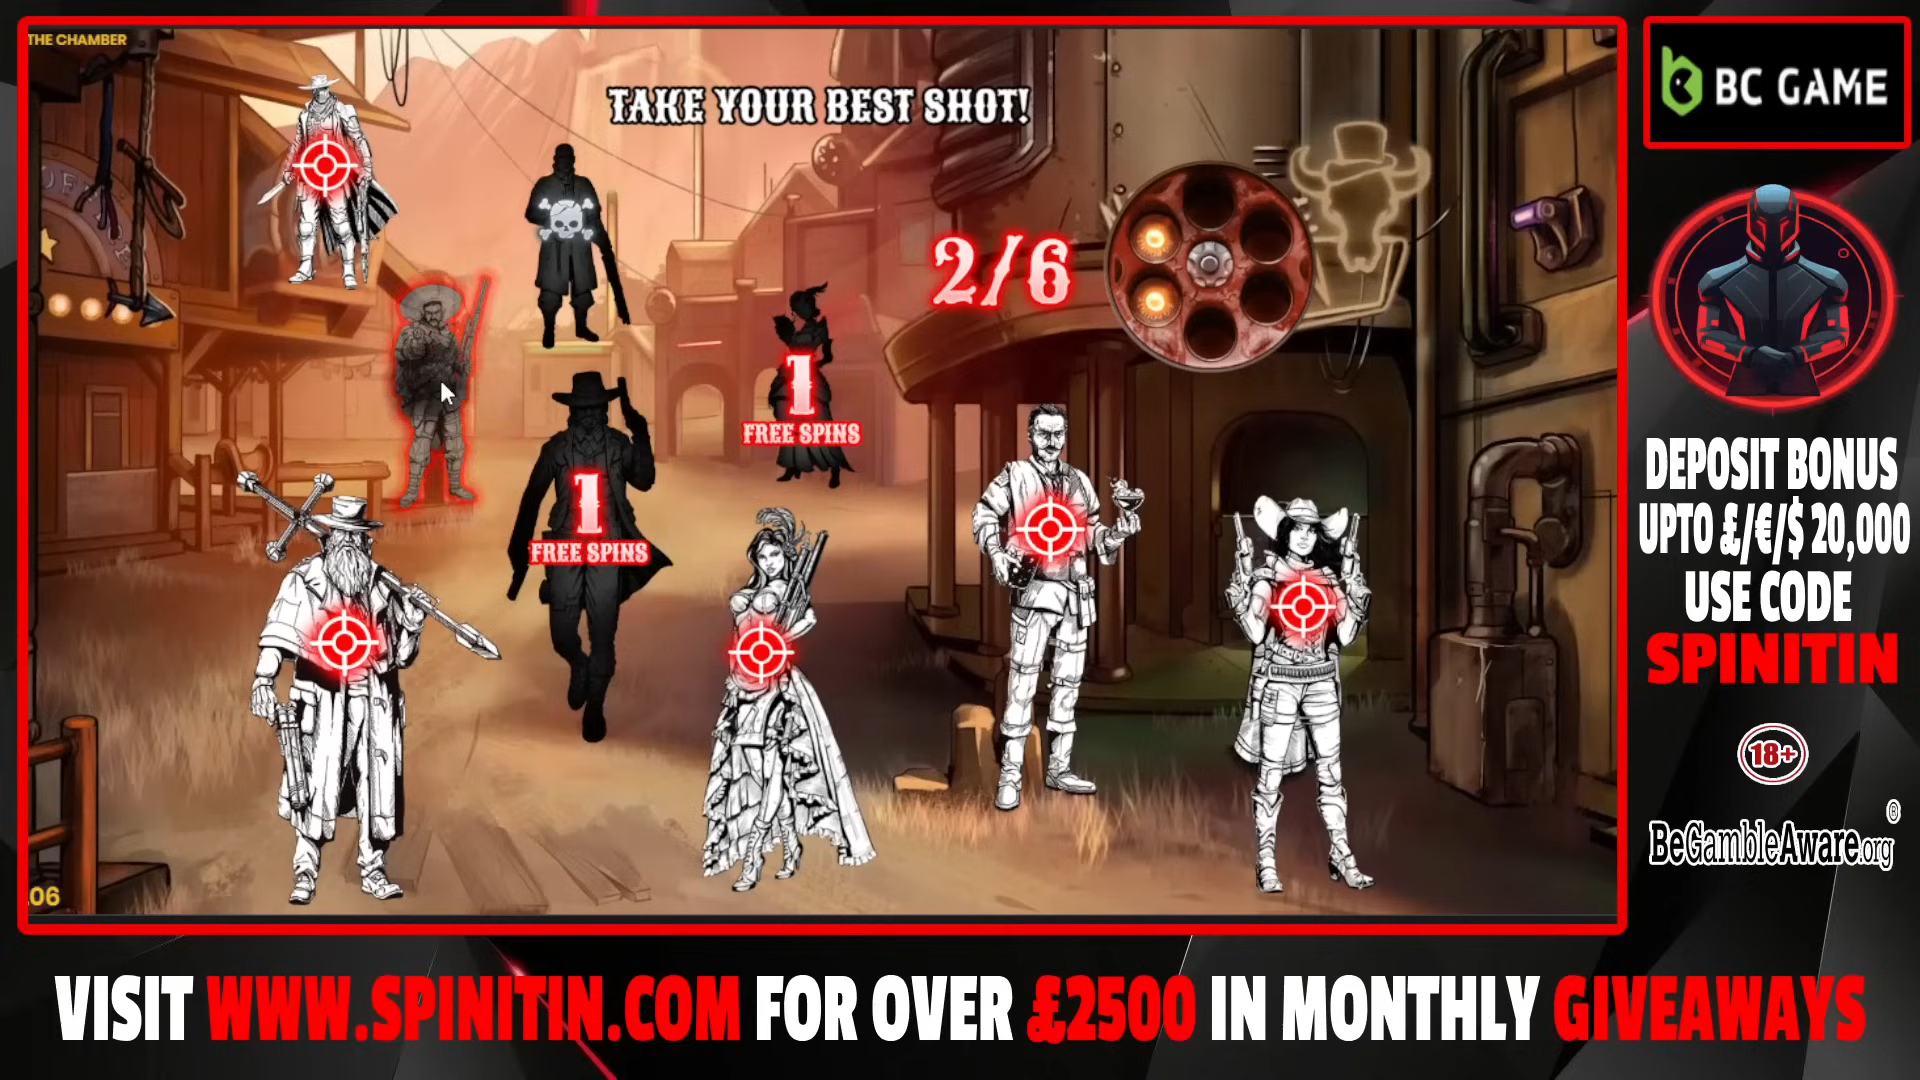 THE CHAMBER
TAKE YOUR BEST SHOT!
2/6
1
FREE SPINS
1
FREE SPINS
.06
BC GAME
DEPOSIT BONUS
UPTO £/€/$ 20,000
USE CODE
SPINITIN
18+
BeGambleAware.org®
VISIT WWW.SPINITIN.COM FOR OVER £2500 IN MONTHLY GIVEAWAYS